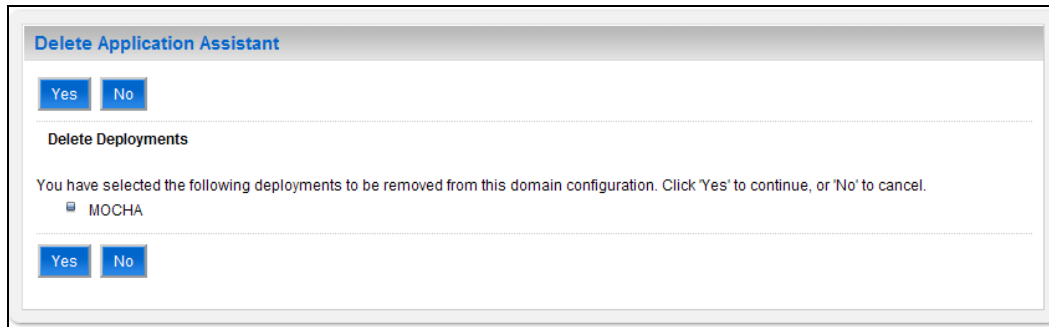 Delete Application Assistant
Yes No
Delete Deployments
You have selected the following deployments to be removed from this domain configuration. Click 'Yes' to continue, or 'No' to cancel.
MOCHA
Yes No